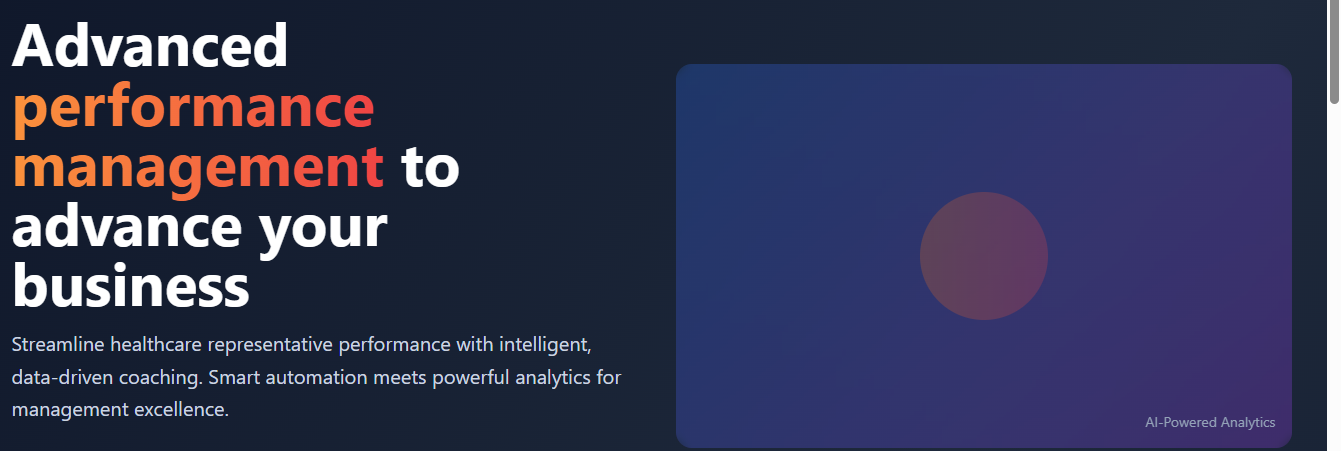 Advanced
performance
management to
advance your
business
Streamline healthcare representative performance with intelligent,
data-driven coaching. Smart automation meets powerful analytics for
management excellence.
AI-Powered Analytics